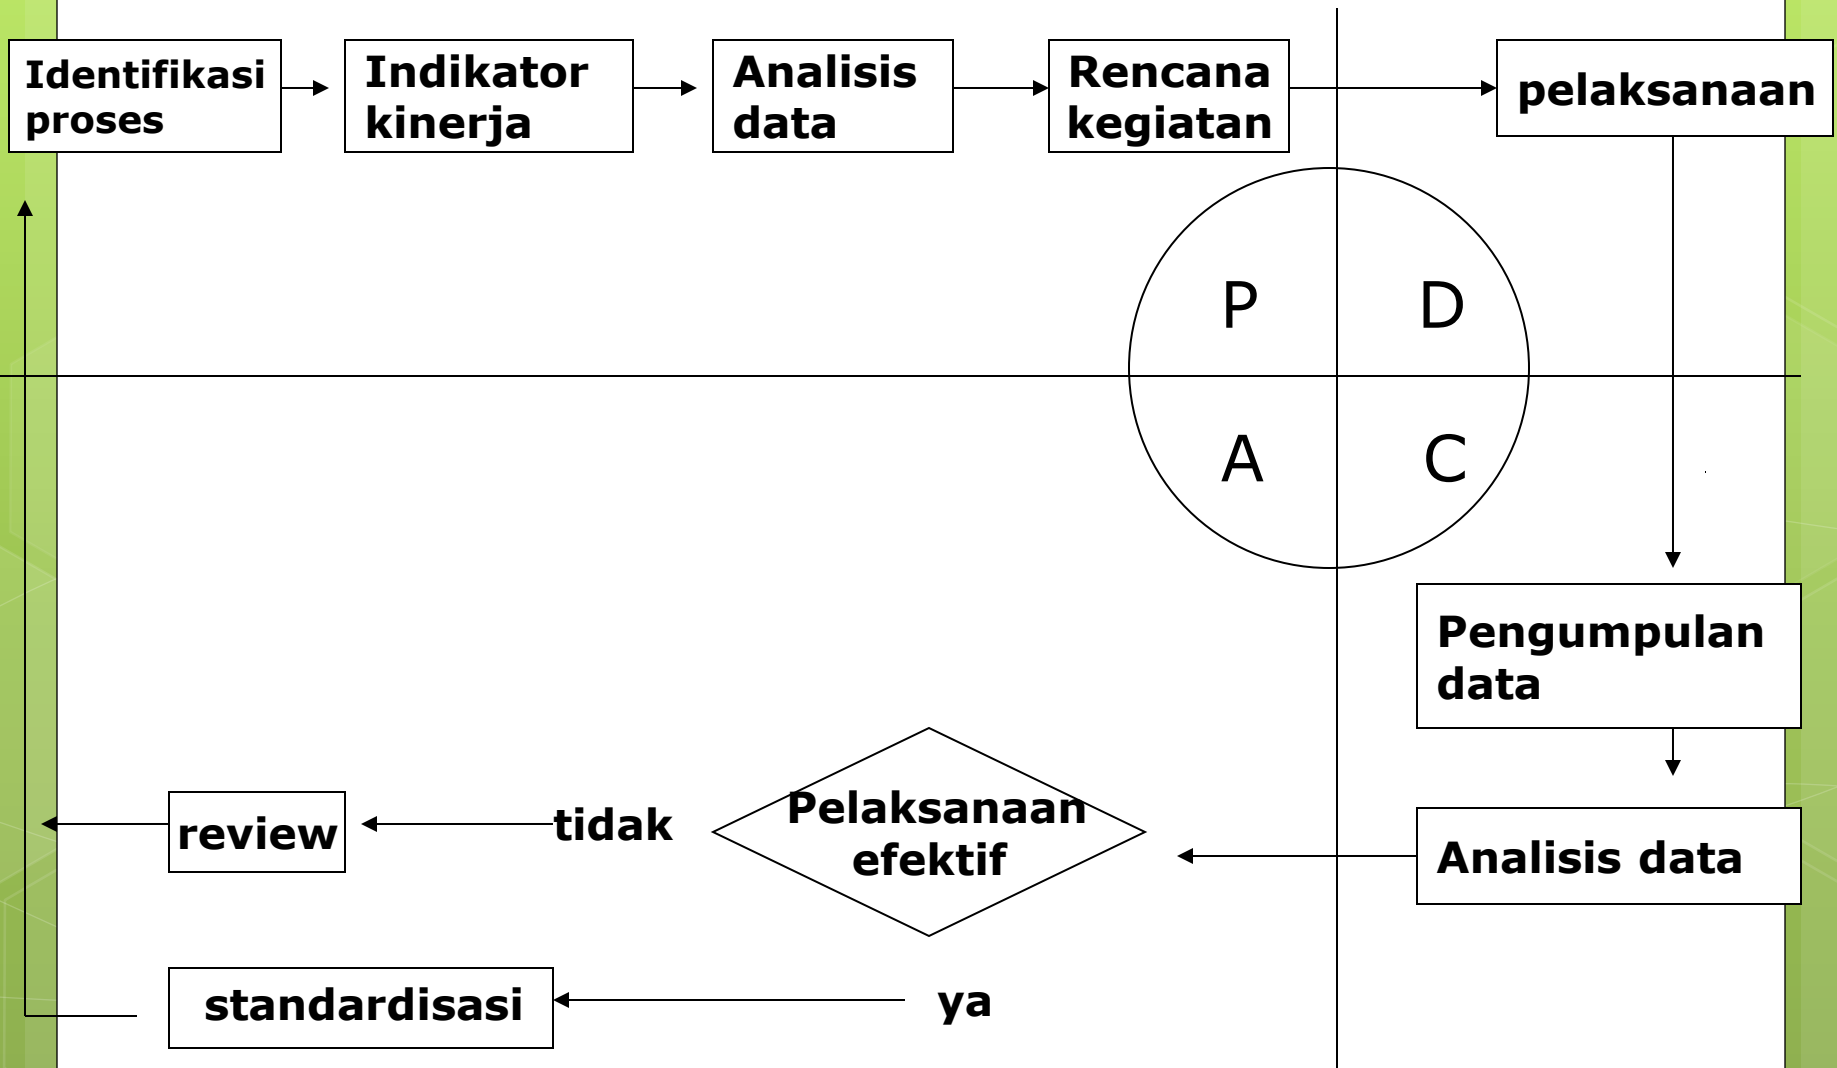 Identifikasi
proses
Indikator
kinerja
Analisis
data
Rencana
kegiatan
pelaksanaan
P
D
A
C
Pengumpulan
data
Analisis data
Pelaksanaan
efektif
tidak
review
ya
standardisasi